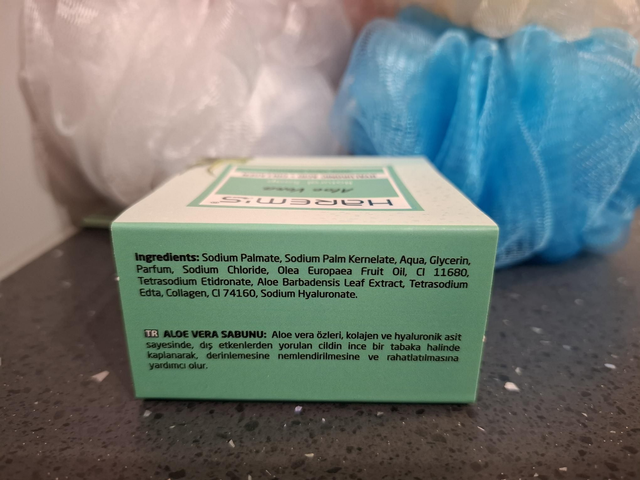 HAREM'S
Aloe Vera
Ingredients: Sodium Palmate, Sodium Palm Kernelate, Aqua, Glycerin,
Parfum, Sodium Chloride, Olea Europaea Fruit Oil, CI 11680,
Tetrasodium Etidronate, Aloe Barbadensis Leaf Extract, Tetrasodium
Edta, Collagen, CI 74160, Sodium Hyaluronate.
TR ALOE VERA SABUNU: Aloe vera özleri, kolajen ve hyaluronik asit
sayesinde, dış etkenlerden yorulan cildin ince bir tabaka halinde
kaplanarak, derinlemesine nemlendirilmesine ve rahatlatılmasına
yardımcı olur.